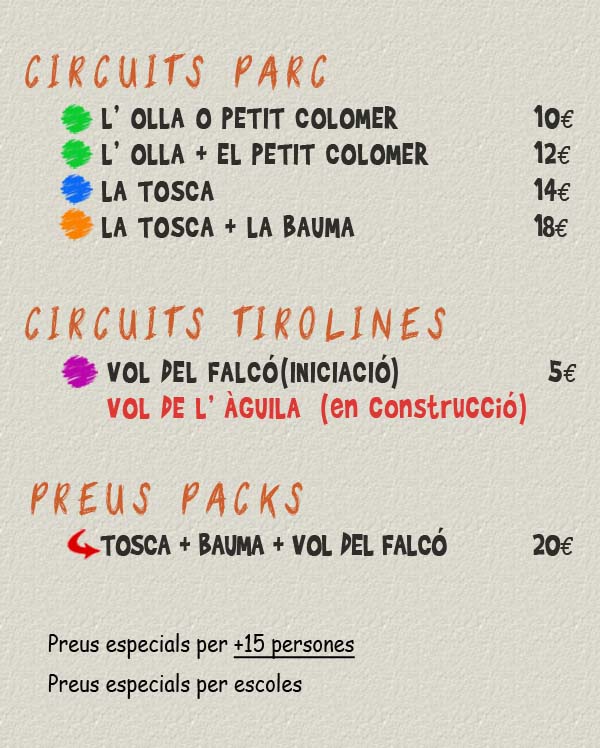 CIRCUITS PARC
L' OLLA O PETIT COLOMER 10€
L' OLLA + EL PETIT COLOMER 12€
LA TOSCA 14€
LA TOSCA + LA BAUMA 18€
CIRCUITS TIROLINES
VOL DEL FALCÓ(INICIACIÓ) 5€
VOL DE L' ÀGUILA (en construcció)
PREUS PACKS
TOSCA + BAUMA + VOL DEL FALCÓ 20€
Preus especials per +15 persones
Preus especials per escoles